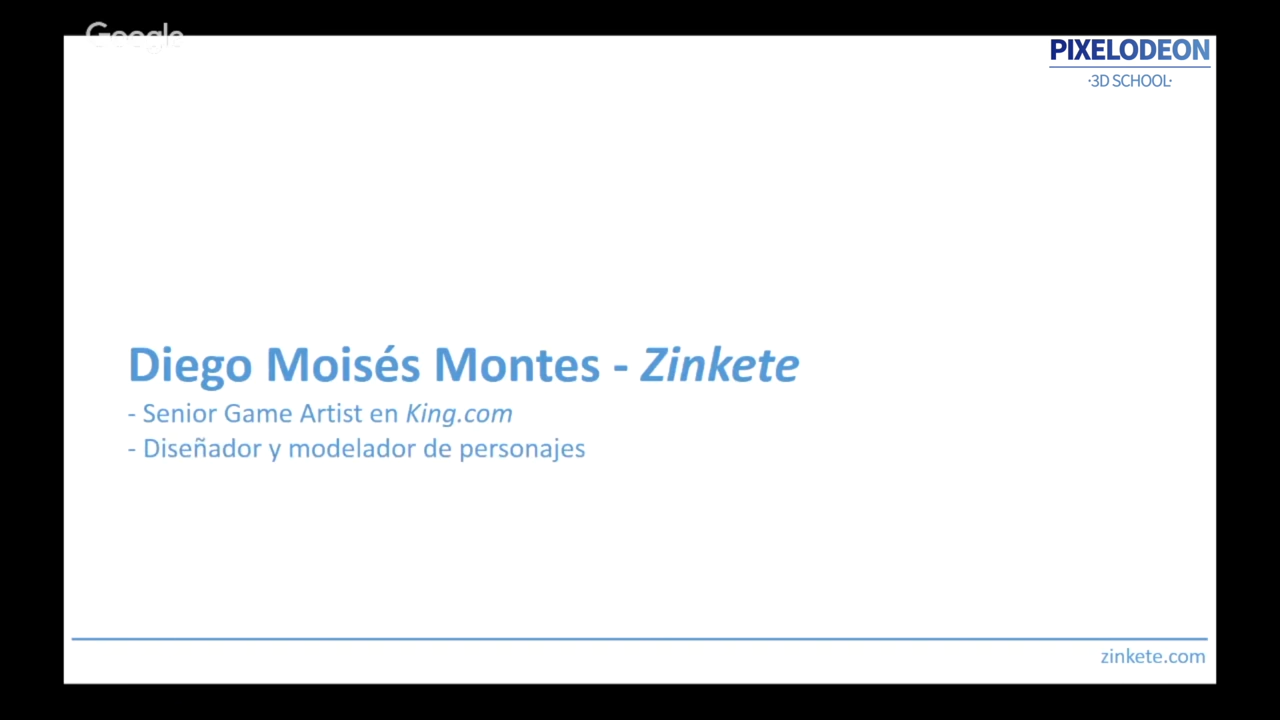 Google
PIXELODEON
·3D SCHOOL·
Diego Moisés Montes - Zinkete
- Senior Game Artist en King.com
- Diseñador y modelador de personajes
zinkete.com